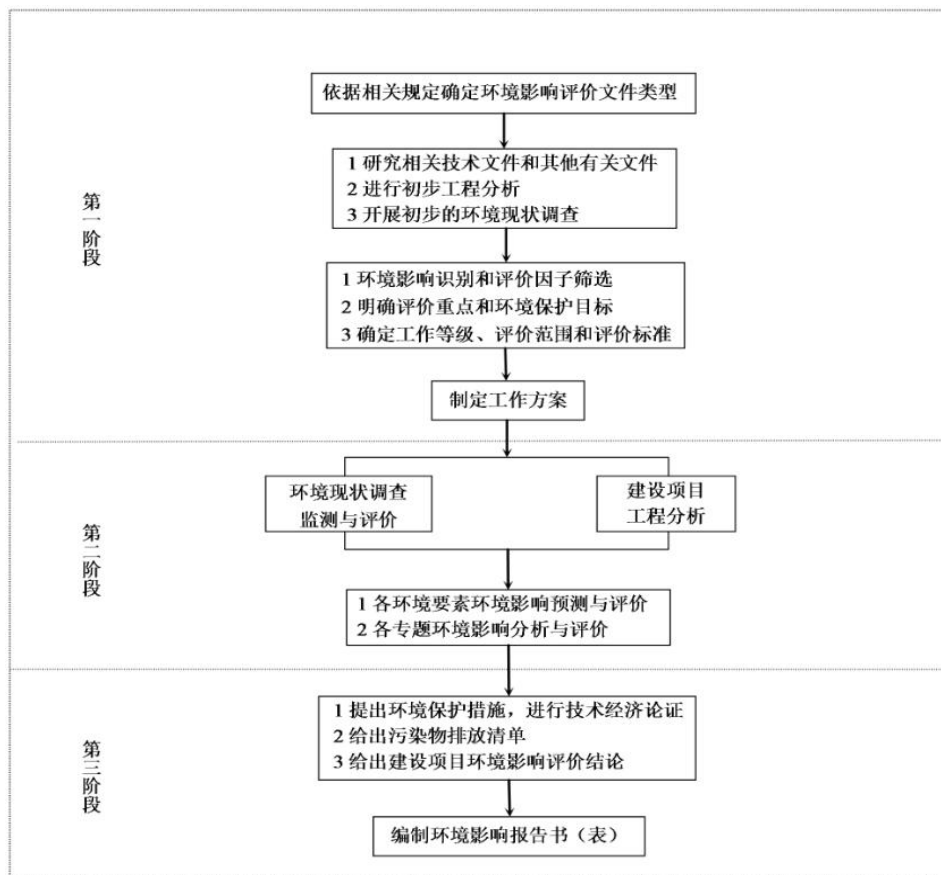 第一阶段
依据相关规定确定环境影响评价文件类型
1 研究相关技术文件和其他有关文件
2 进行初步工程分析
3 开展初步的环境现状调查
1 环境影响识别和评价因子筛选
2 明确评价重点和环境保护目标
3 确定工作等级、评价范围和评价标准
制定工作方案
第二阶段
环境现状调查
监测与评价
建设项目
工程分析
1 各环境要素环境影响预测与评价
2 各专题环境影响分析与评价
第三阶段
1 提出环境保护措施，进行技术经济论证
2 给出污染物排放清单
3 给出建设项目环境影响评价结论
编制环境影响报告书（表）